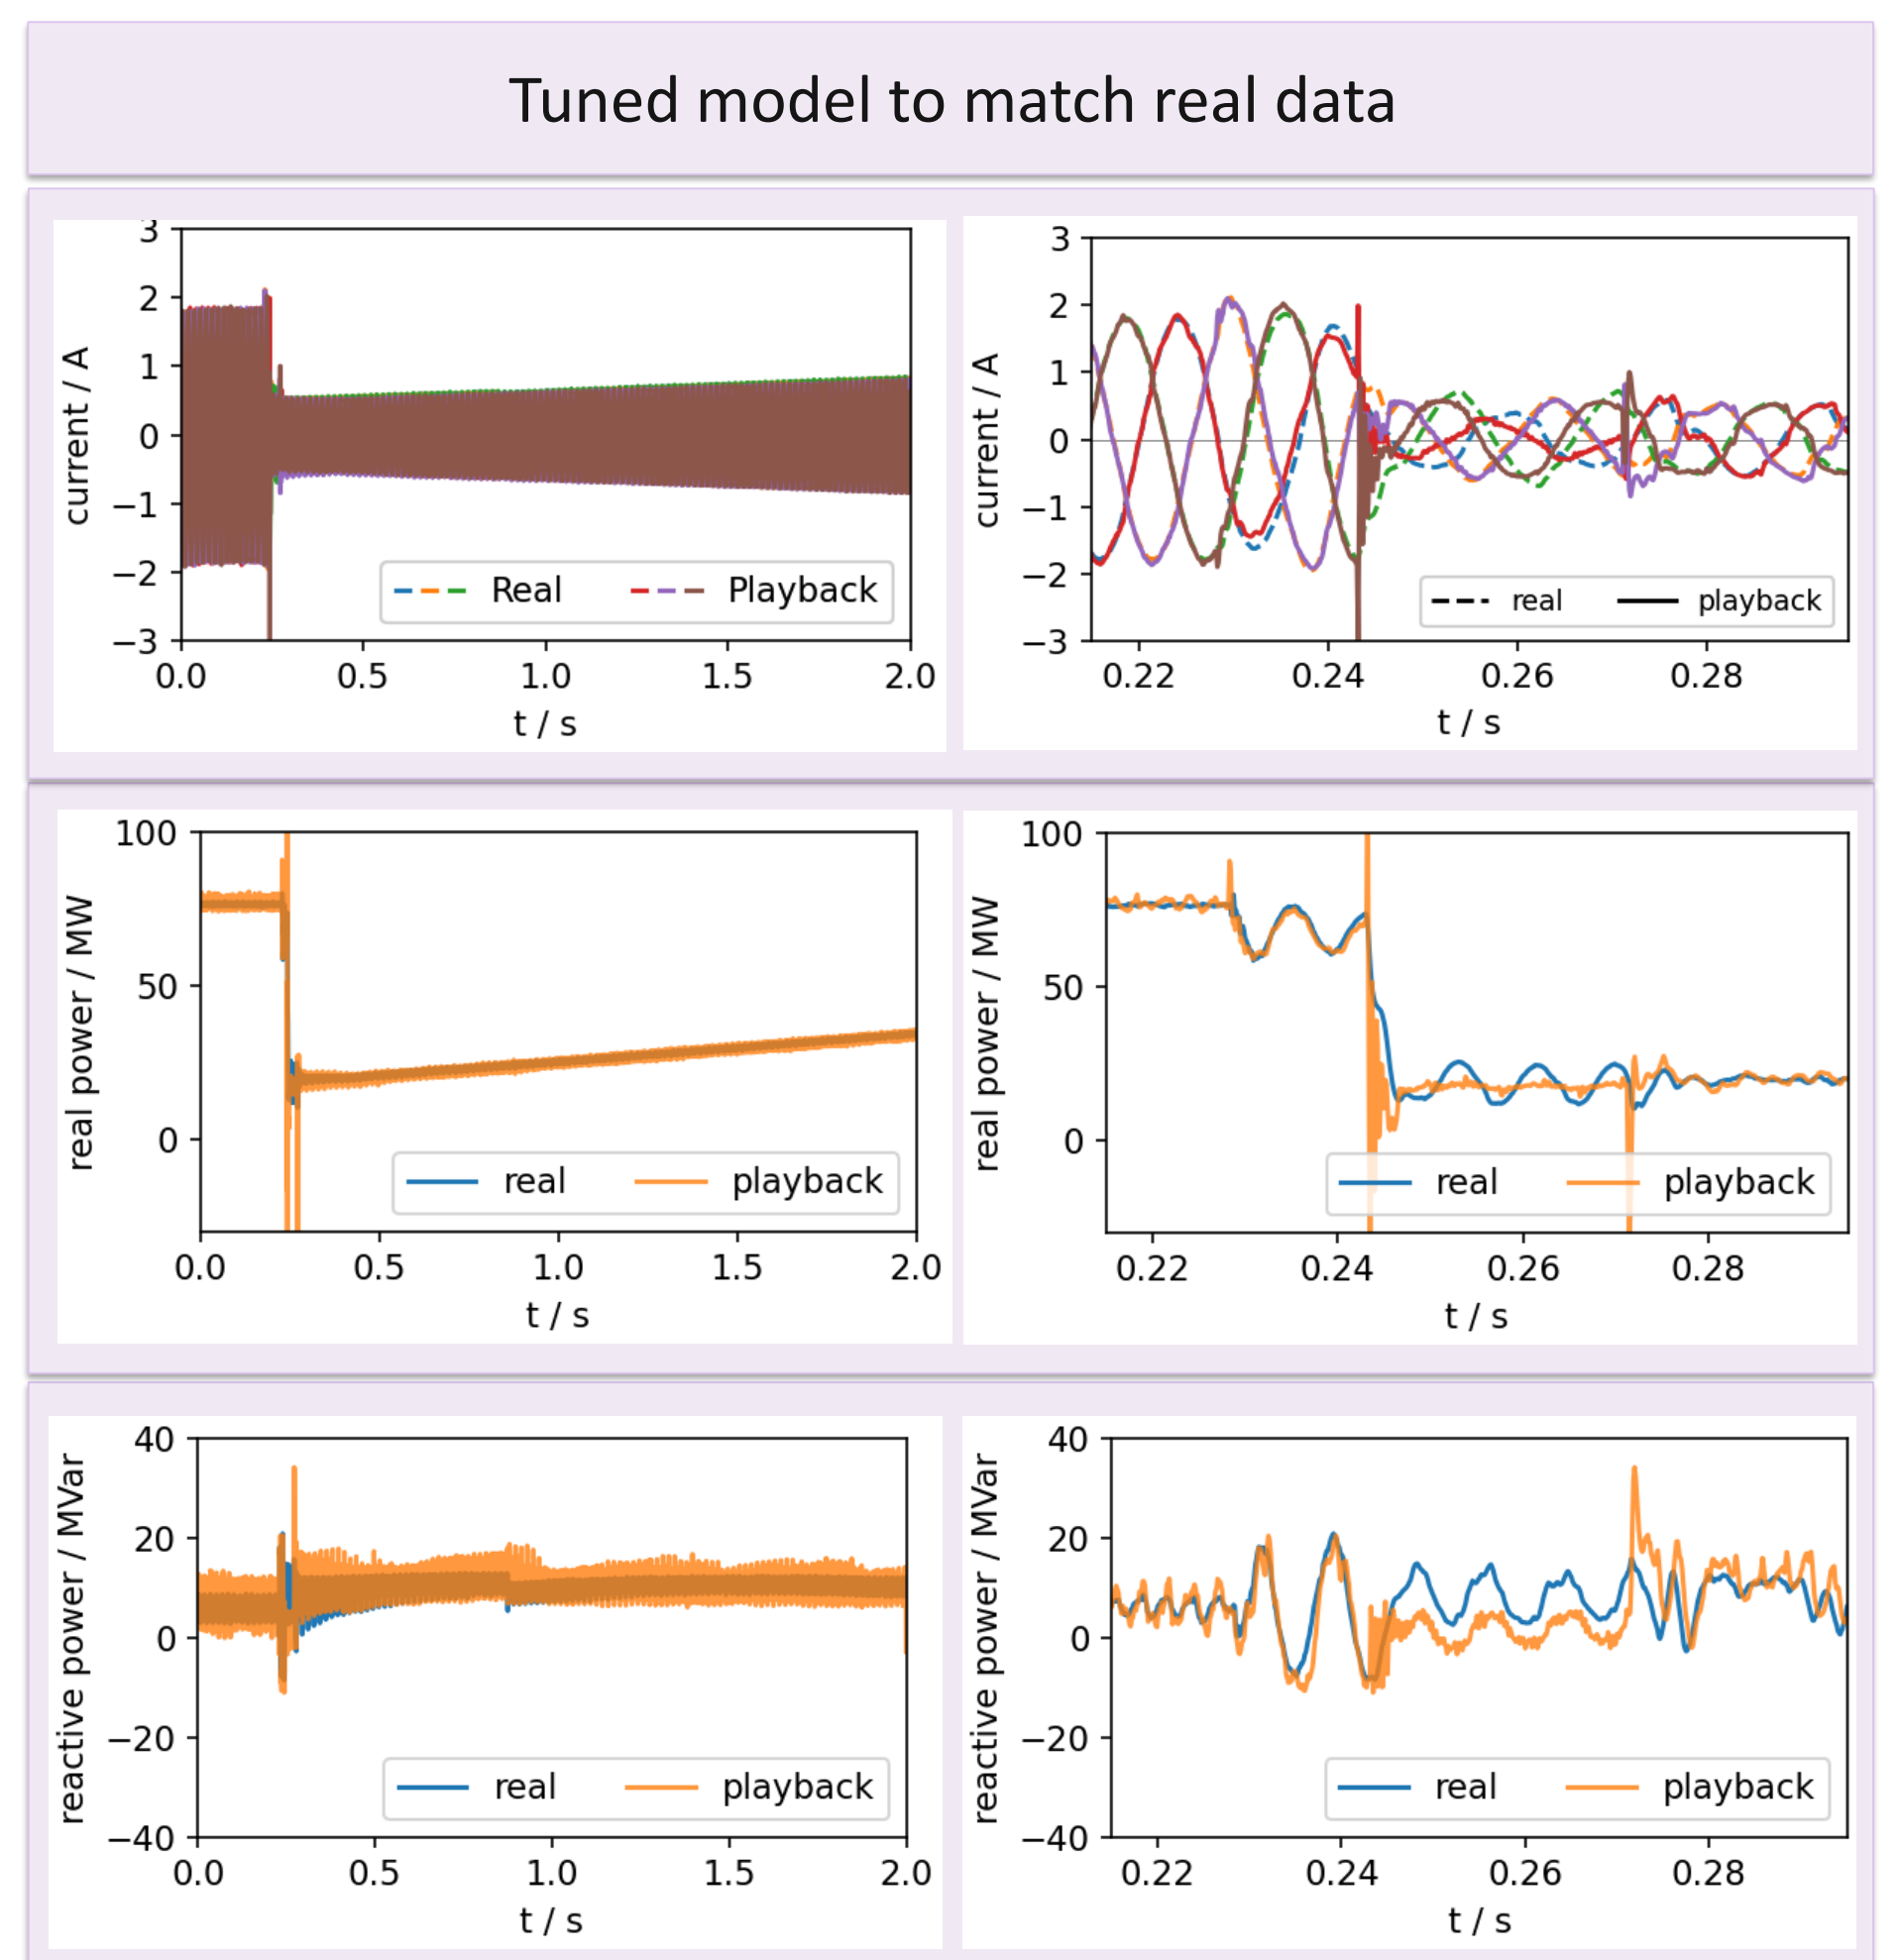 Tuned model to match real data
3
2
1
0
−1
−2
−3
current / A
Real
Playback
0.0 0.5 1.0 1.5 2.0
t / s
3
2
1
0
−1
−2
−3
current / A
real
playback
0.22 0.24 0.26 0.28
t / s
100
50
0
real power / MW
real
playback
0.0 0.5 1.0 1.5 2.0
t / s
100
50
0
real power / MW
real
playback
0.22 0.24 0.26 0.28
t / s
40
20
0
−20
−40
reactive power / MVar
real
playback
0.0 0.5 1.0 1.5 2.0
t / s
40
20
0
−20
−40
reactive power / MVar
real
playback
0.22 0.24 0.26 0.28
t / s